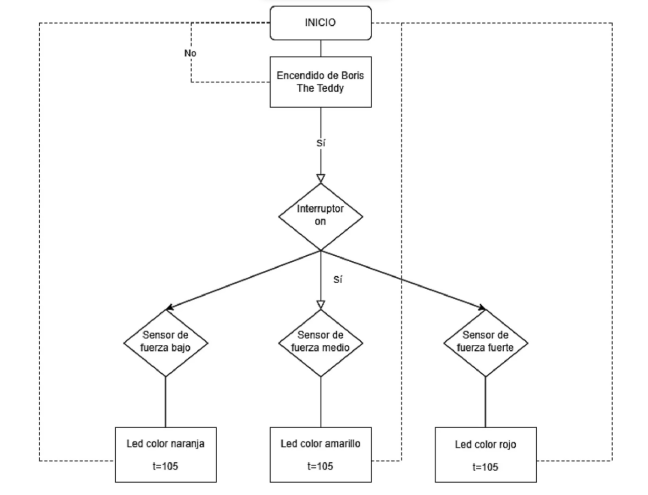 INICIO
No
Encendido de Boris
The Teddy
Sí
Interruptor
on
Sí
Sensor de
fuerza bajo
Sensor de
fuerza medio
Sensor de
fuerza fuerte
Led color naranja
t=105
Led color amarillo
t=105
Led color rojo
t=105